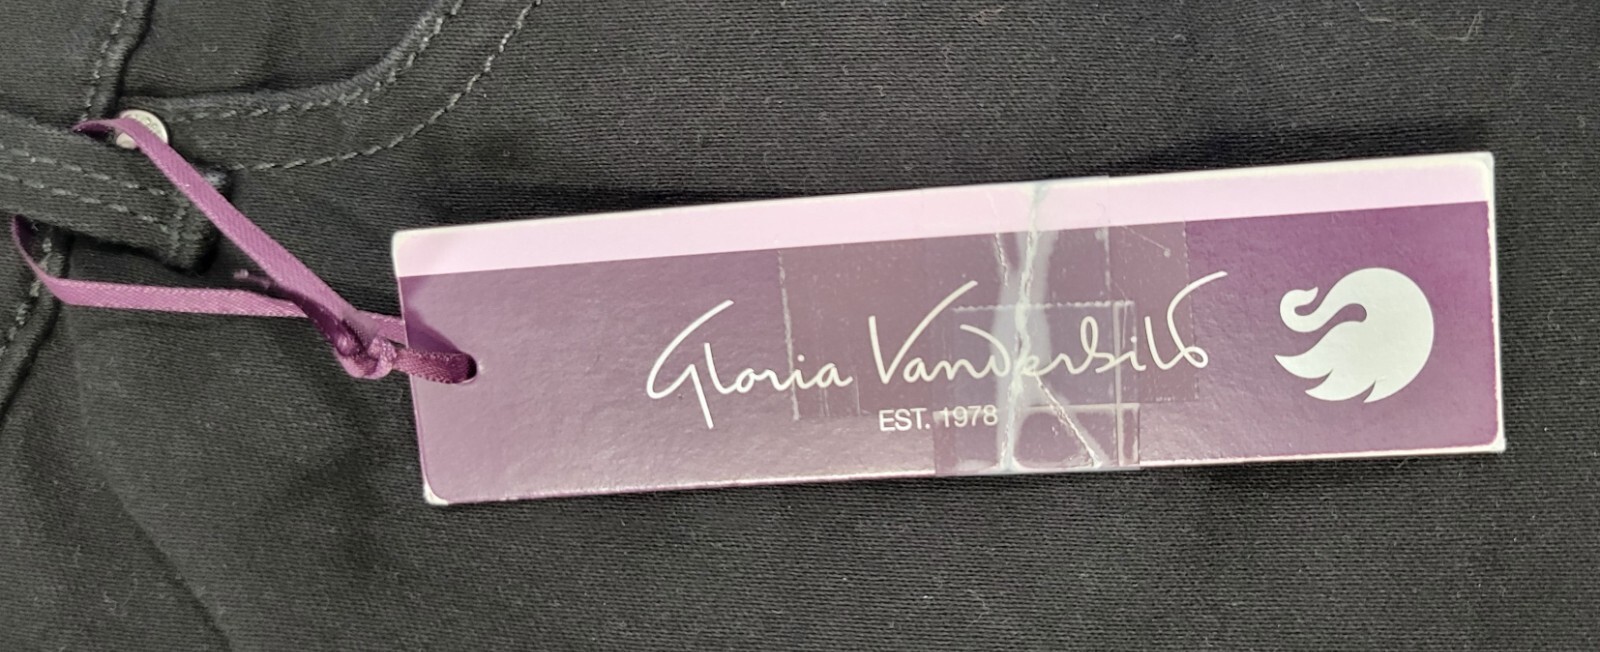 Gloria Vanderbilt
EST. 1978